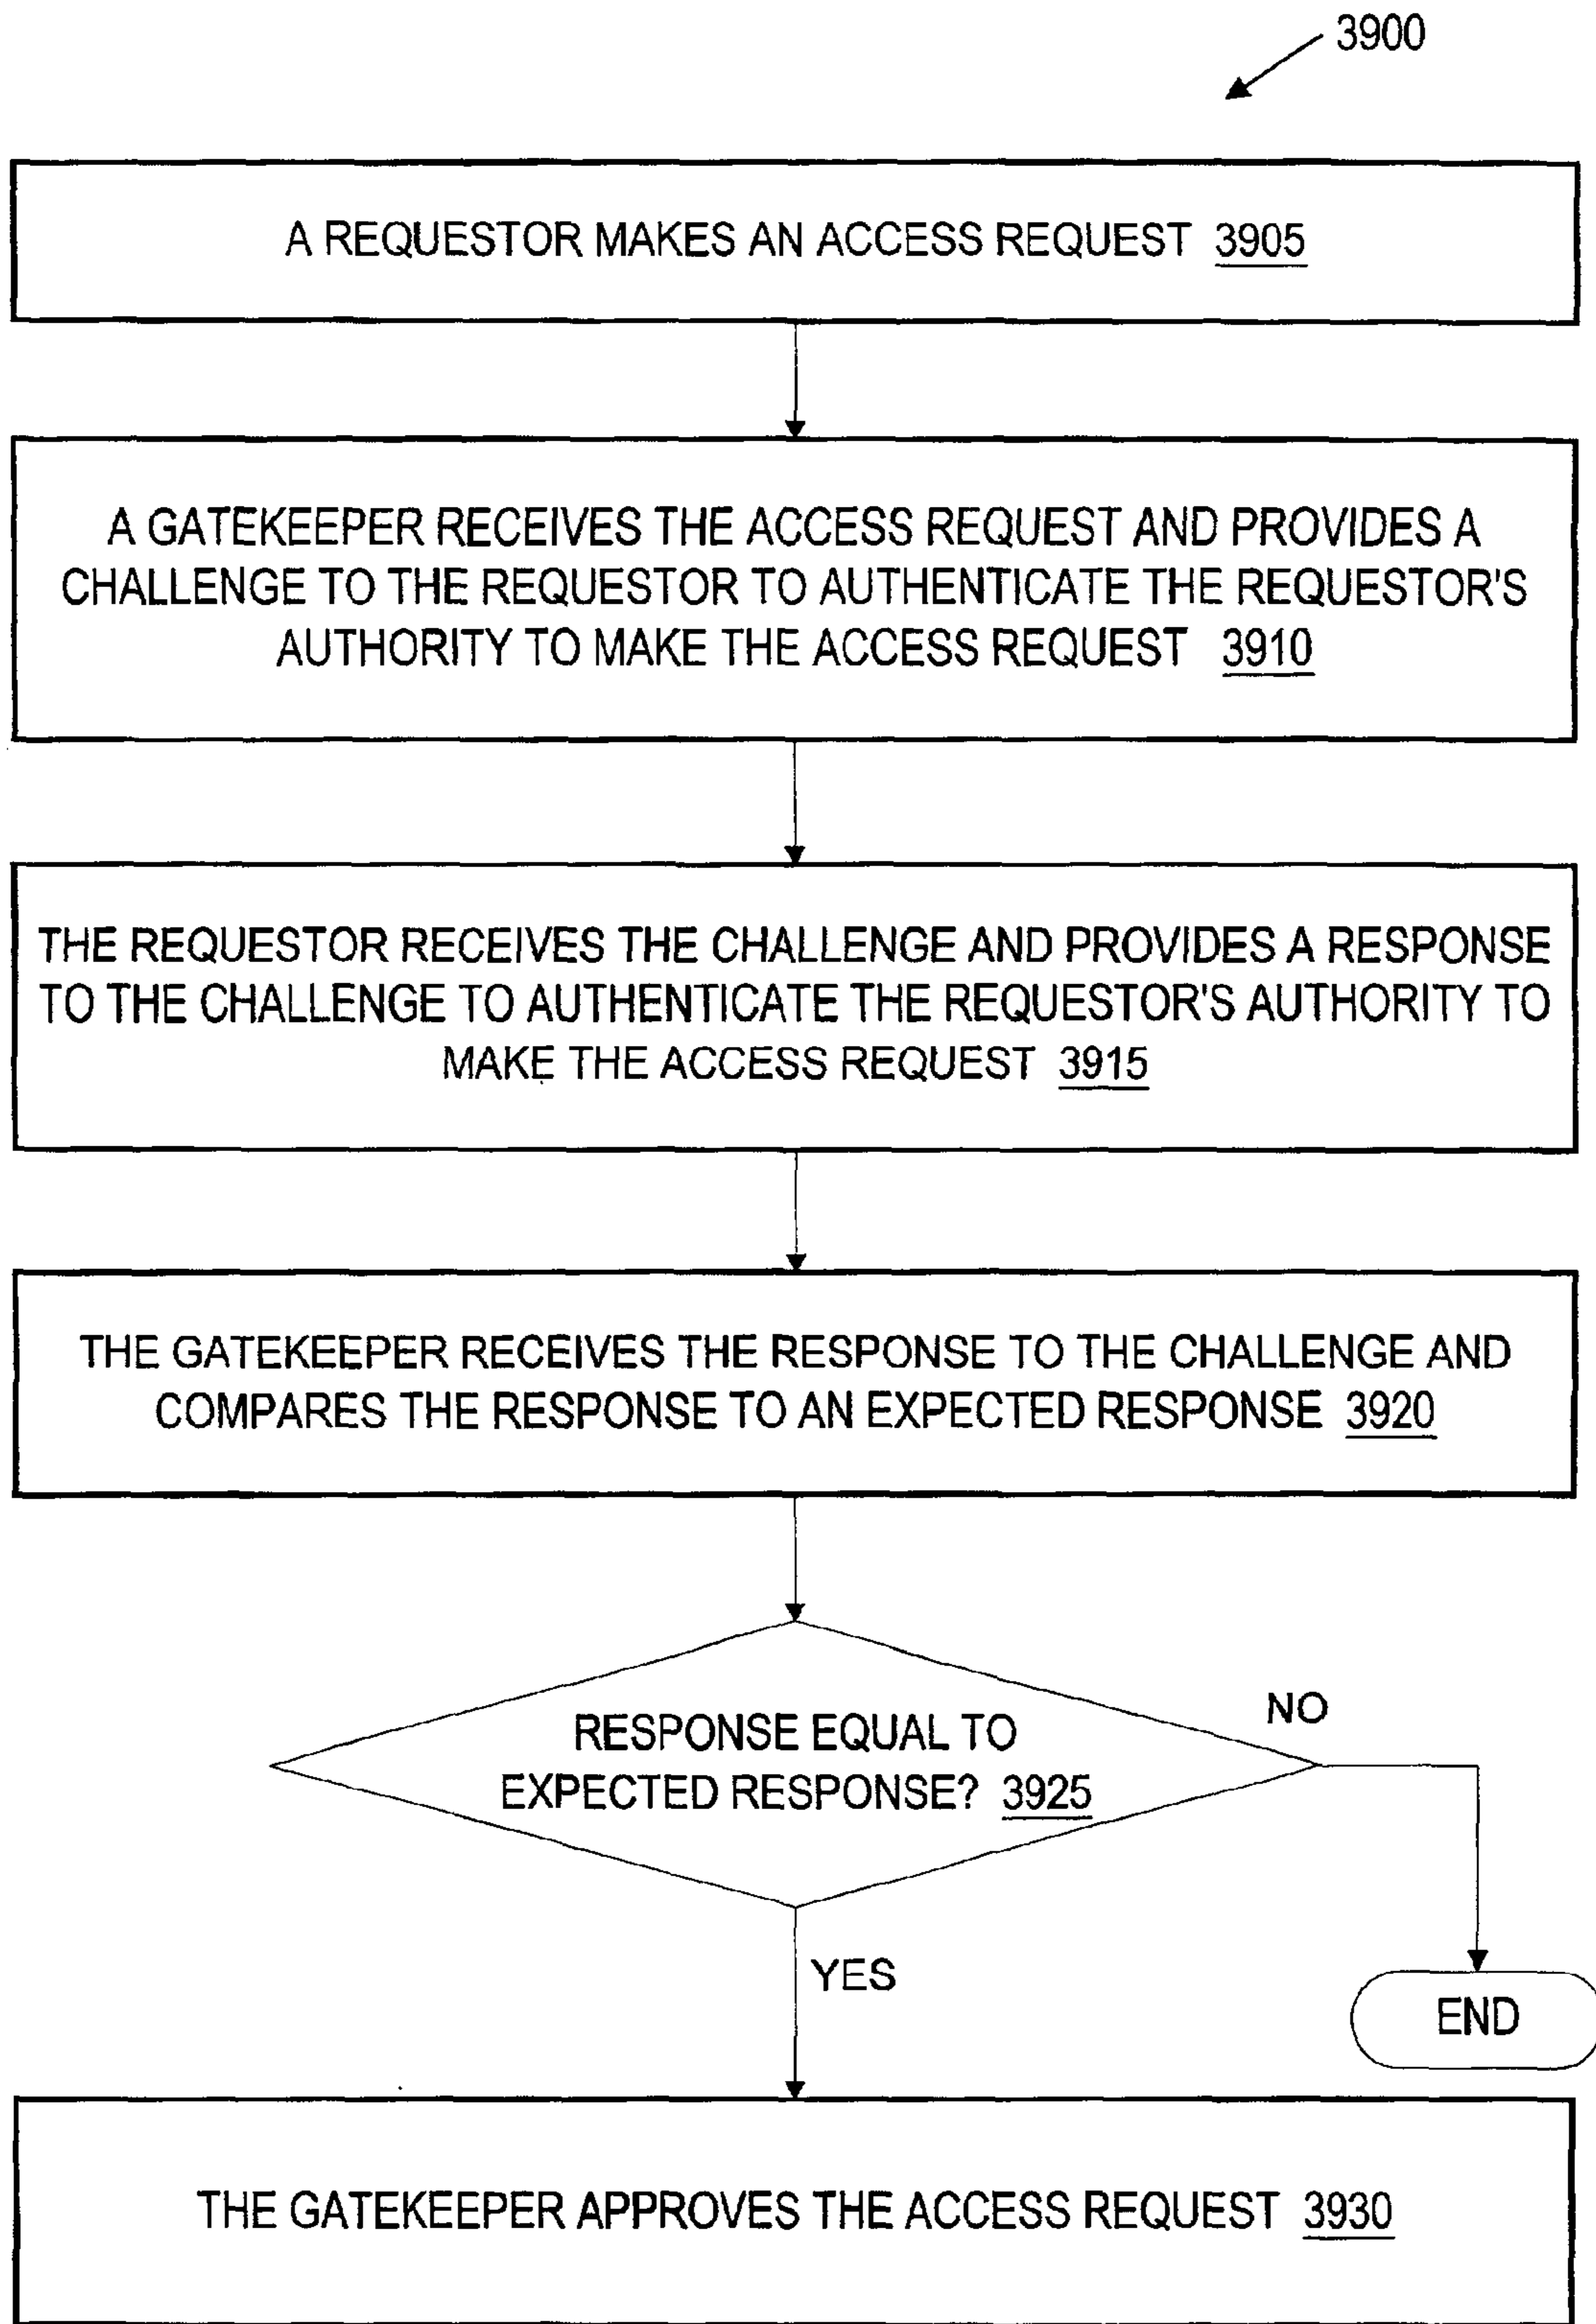 3900
A REQUESTOR MAKES AN ACCESS REQUEST 3905
A GATEKEEPER RECEIVES THE ACCESS REQUEST AND PROVIDES A
CHALLENGE TO THE REQUESTOR TO AUTHENTICATE THE REQUESTOR'S
AUTHORITY TO MAKE THE ACCESS REQUEST 3910
THE REQUESTOR RECEIVES THE CHALLENGE AND PROVIDES A RESPONSE
TO THE CHALLENGE TO AUTHENTICATE THE REQUESTOR'S AUTHORITY TO
MAKE THE ACCESS REQUEST 3915
THE GATEKEEPER RECEIVES THE RESPONSE TO THE CHALLENGE AND
COMPARES THE RESPONSE TO AN EXPECTED RESPONSE 3920
RESPONSE EQUAL TO
EXPECTED RESPONSE? 3925
NO
YES
END
THE GATEKEEPER APPROVES THE ACCESS REQUEST 3930